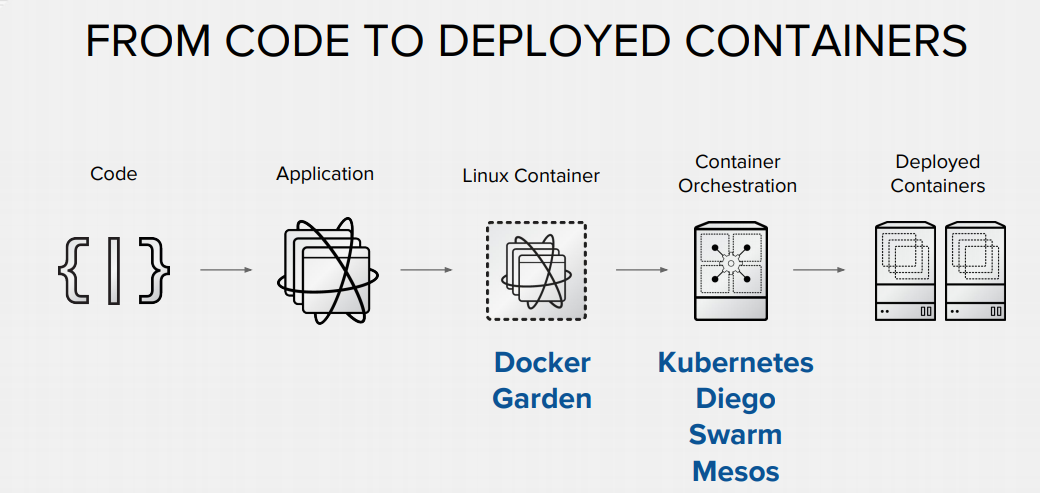 FROM CODE TO DEPLOYED CONTAINERS
Code
Application
Linux Container
Container
Orchestration
Deployed
Containers
Docker
Garden
Kubernetes
Diego
Swarm
Mesos